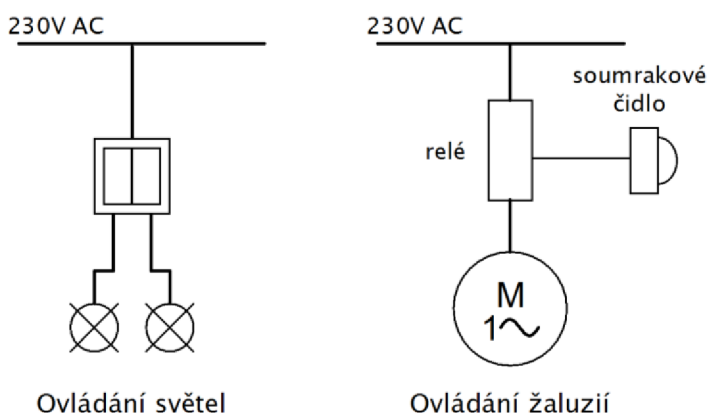 230V AC
230V AC
soumrakové
čidlo
relé
M
1~
Ovládání světel
Ovládání žaluzií